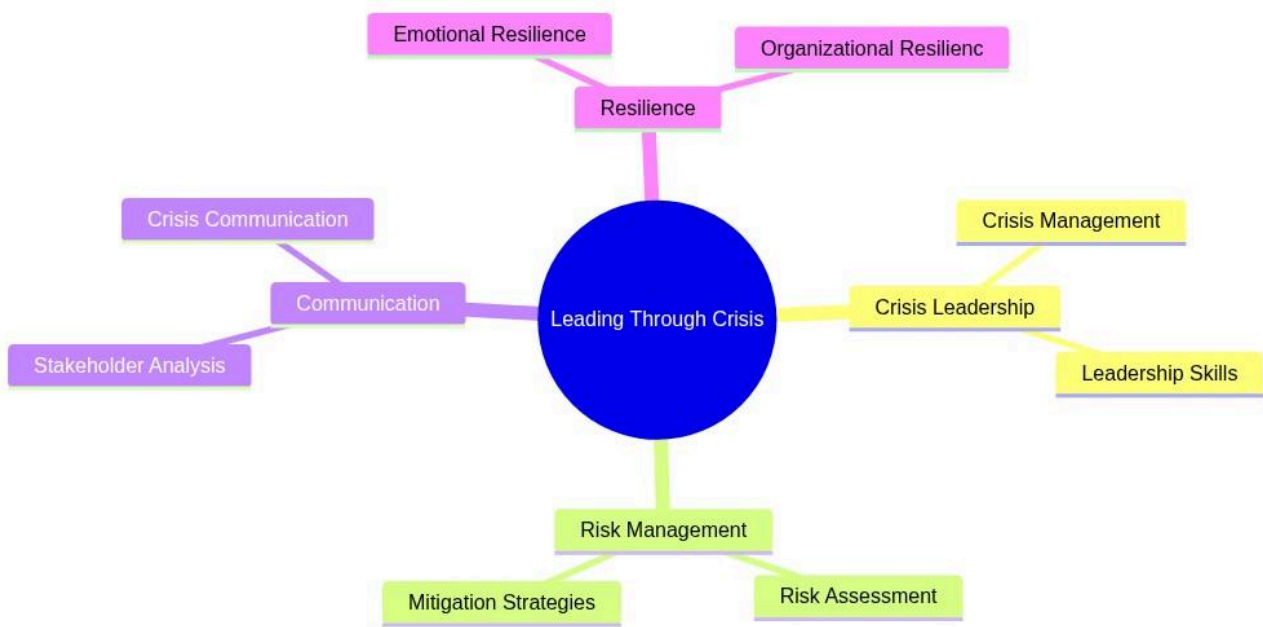 Emotional Resilience
Organizational Resilienc
Resilience
Crisis Communication
Crisis Management
Communication
Crisis Leadership
Leading Through Crisis
Stakeholder Analysis
Leadership Skills
Risk Management
Mitigation Strategies
Risk Assessment